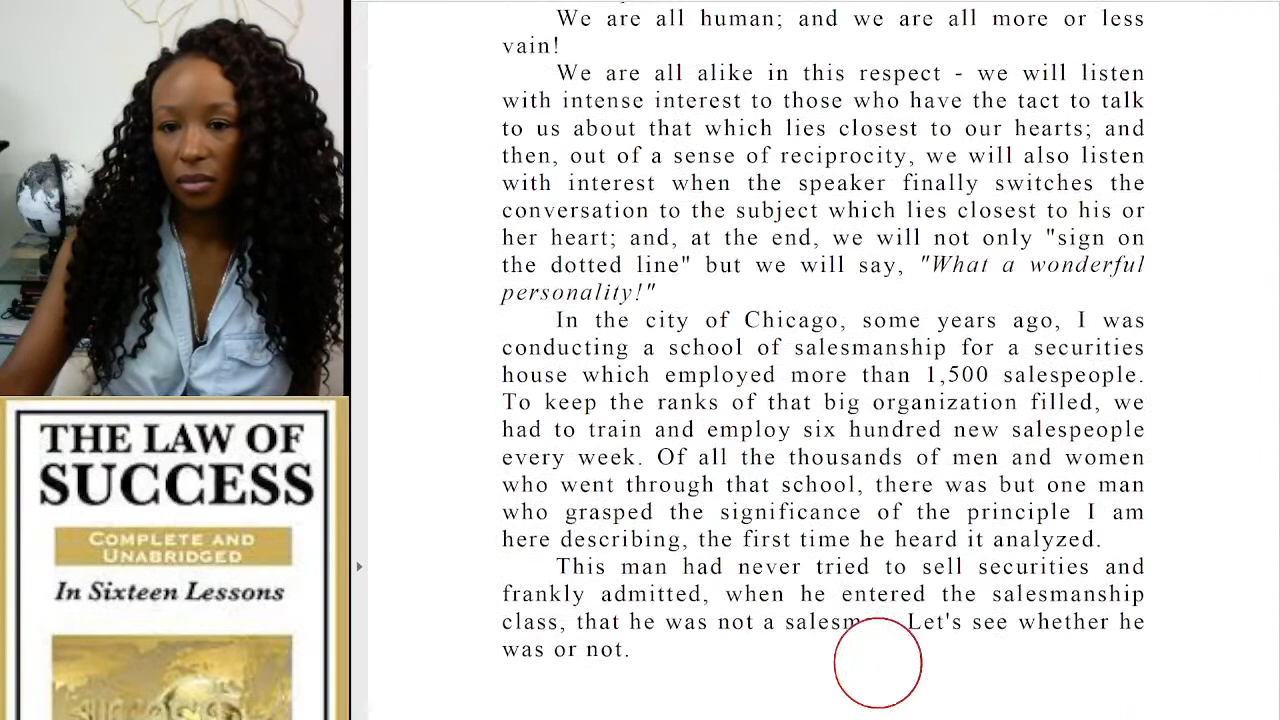 We are all human; and we are all more or less
vain!
We are all alike in this respect - we will listen
with intense interest to those who have the tact to talk
to us about that which lies closest to our hearts; and
then, out of a sense of reciprocity, we will also listen
with interest when the speaker finally switches the
conversation to the subject which lies closest to his or
her heart; and, at the end, we will not only "sign on
the dotted line" but we will say, "What a wonderful
personality!"
In the city of Chicago, some years ago, I was
conducting a school of salesmanship for a securities
house which employed more than 1,500 salespeople.
To keep the ranks of that big organization filled, we
had to train and employ six hundred new salespeople
every week. Of all the thousands of men and women
who went through that school, there was but one man
who grasped the significance of the principle I am
here describing, the first time he heard it analyzed.
This man had never tried to sell securities and
frankly admitted, when he entered the salesmanship
class, that he was not a Let's see whether he
was or not.
THE LAW OF
SUCCESS
COMPLETE AND
UNABRIDGED
In Sixteen Lessons